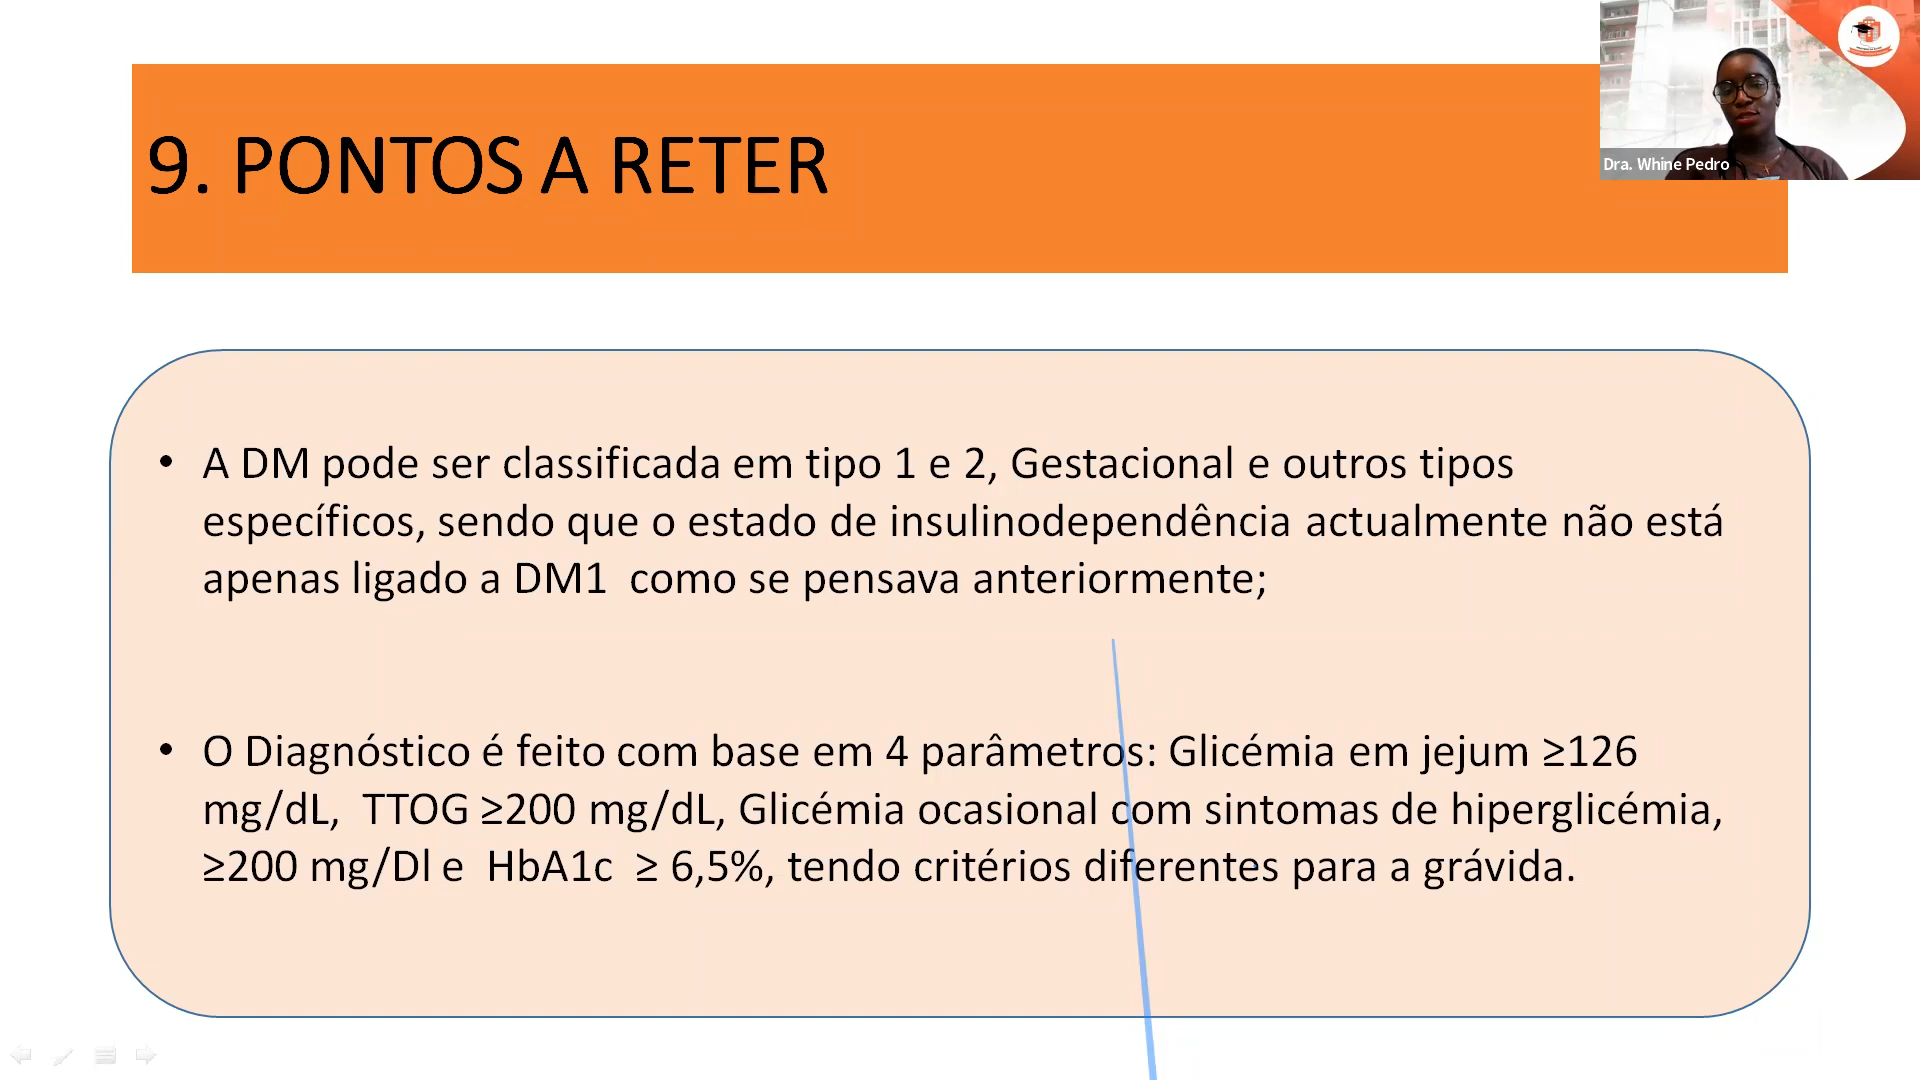 9. PONTOS A RETER
Dra. Whine Pedro
• A DM pode ser classificada em tipo 1 e 2, Gestacional e outros tipos
específicos, sendo que o estado de insulinodependência actualmente não está
apenas ligado a DM1  como se pensava anteriormente;
• O Diagnóstico é feito com base em 4 parâmetros: Glicémia em jejum ≥126
mg/dL,  TTOG ≥200 mg/dL, Glicémia ocasional com sintomas de hiperglicémia,
≥200 mg/Dl e  HbA1c  ≥ 6,5%, tendo critérios diferentes para a grávida.